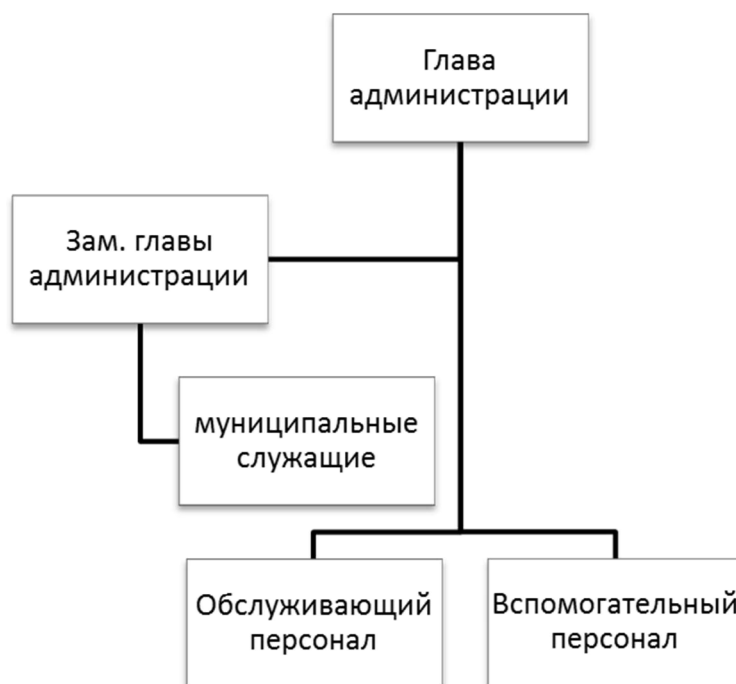 Глава
администрации
Зам. главы
администрации
муниципальные
служащие
Обслуживающий
персонал
Вспомогательный
персонал